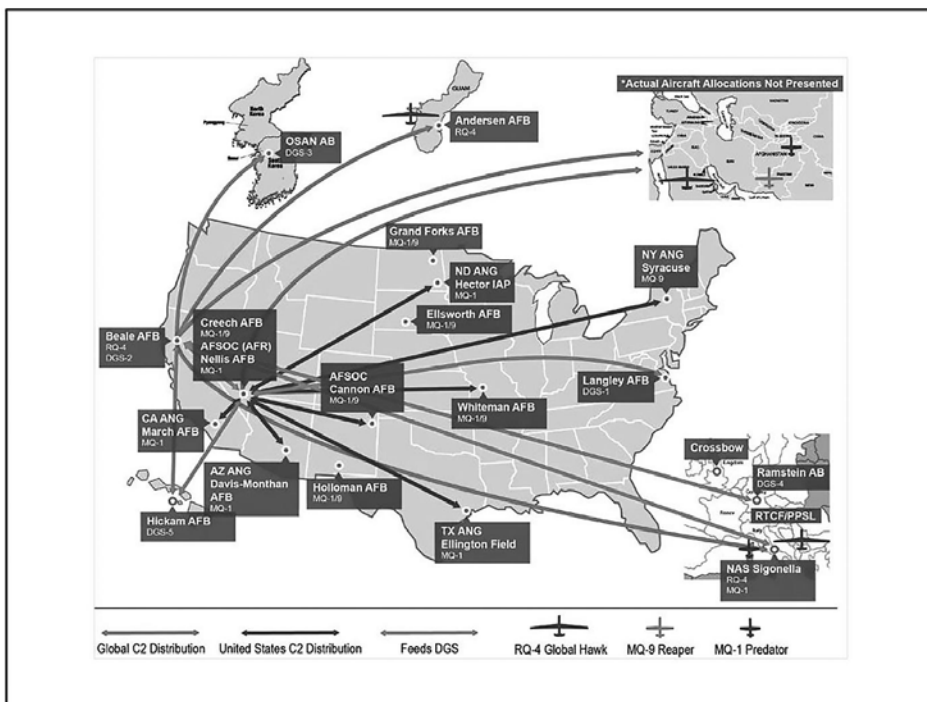 *Actual Aircraft Allocations Not Presented
GUAM
North
Korea
South
Korea
OSAN AB
DGS-3
Andersen AFB
RQ-4
AFGHANISTAN
Grand Forks AFB
MQ-1/9
ND ANG
Hector IAP
MQ-1
NY ANG
Syracuse
MQ-9
Ellsworth AFB
MQ-1/9
Beale AFB
RQ-4
DGS-2
Creech AFB
MQ-1/9
AFSOC (AFR)
Nellis AFB
MQ-1
AFSOC
Cannon AFB
MQ-1/9
Whiteman AFB
MQ-1/9
Langley AFB
DGS-1
CA ANG
March AFB
MQ-1
AZ ANG
Davis-Monthan
AFB
MQ-1
Holloman AFB
MQ-1/9
Hickam AFB
DGS-5
TX ANG
Ellington Field
MQ-1
Crossbow
Ramstein AB
DGS-4
RTCF/PPSL
NAS Sigonella
RQ-4
MQ-1
Global C2 Distribution
United States C2 Distribution
Feeds DGS
RQ-4 Global Hawk
MQ-9 Reaper
MQ-1 Predator